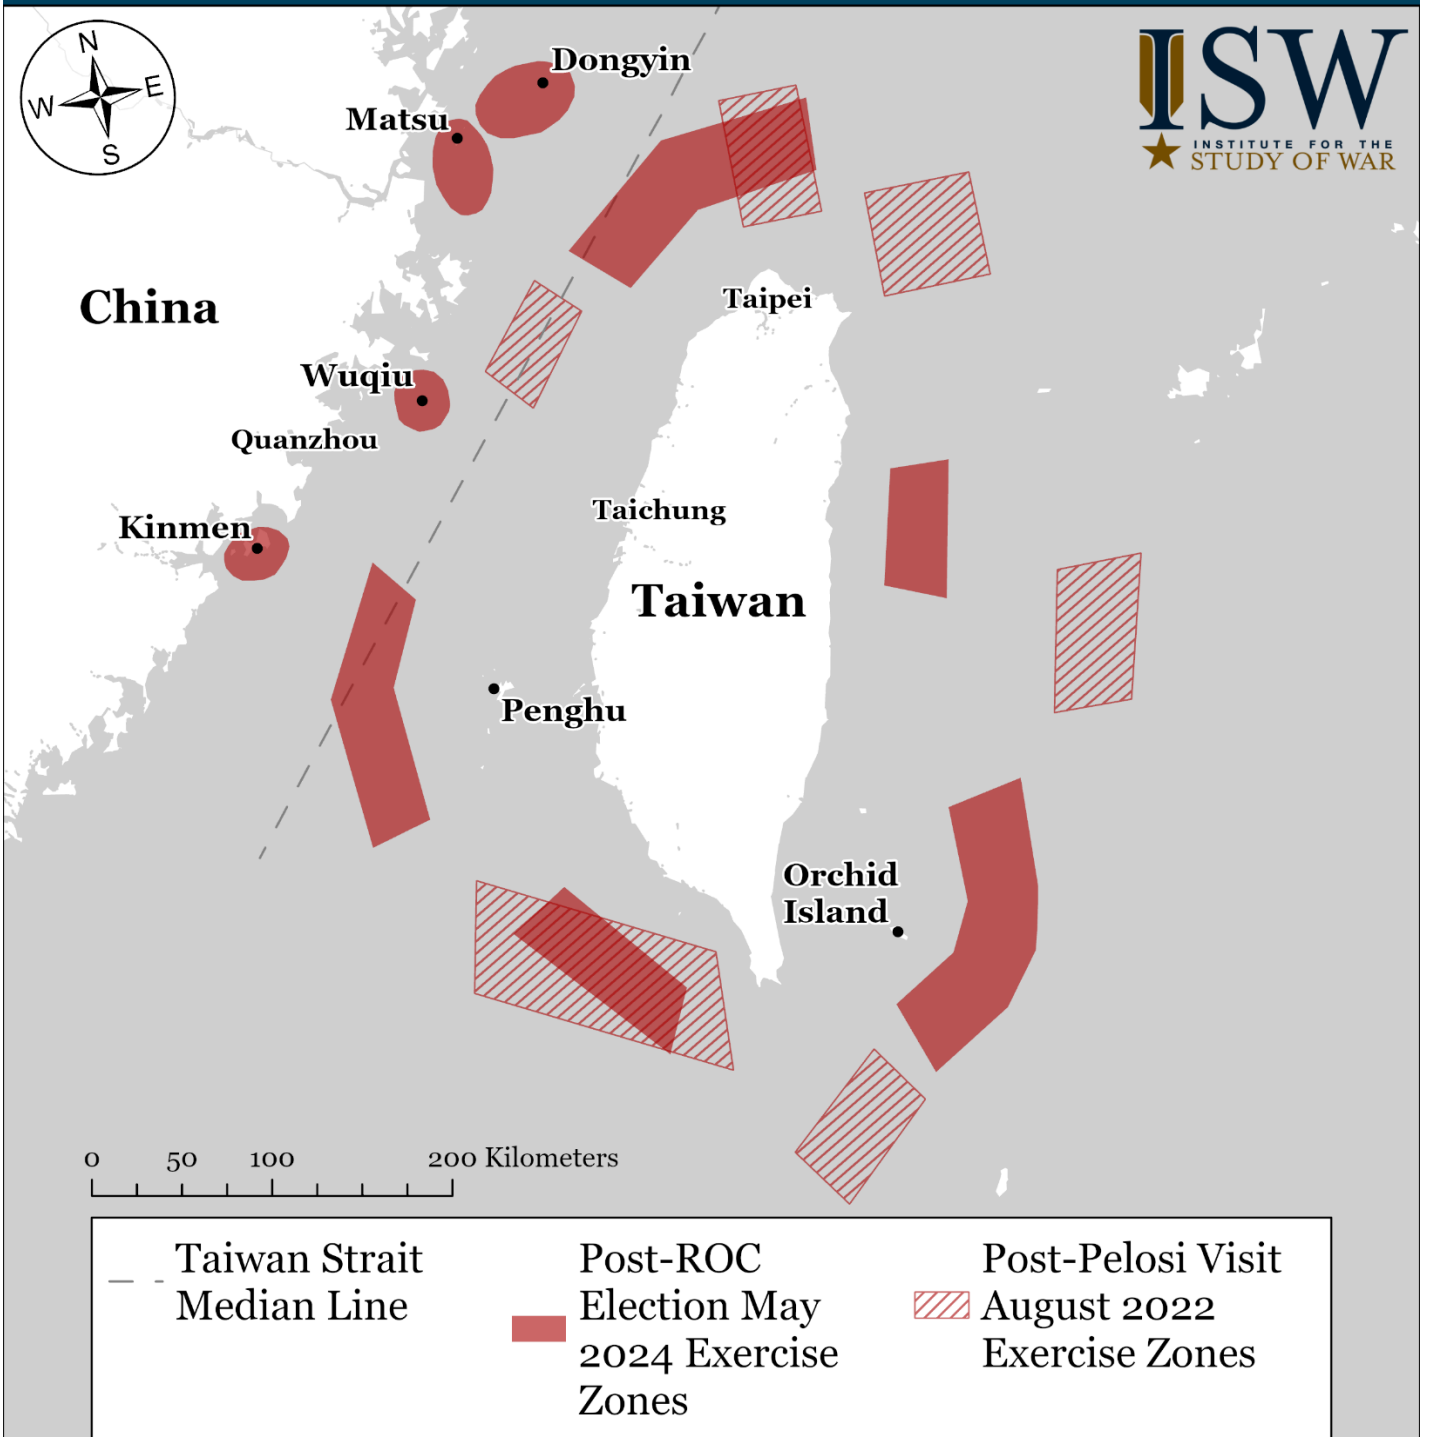 N
W
E
S
ISW
INSTITUTE FOR THE
STUDY OF WAR
Dongyin
Matsu
China
Taipei
Wuqiu
Quanzhou
Kinmen
Taichung
Taiwan
Penghu
Orchid
Island
0 50 100 200 Kilometers
Taiwan Strait
Median Line
Post-ROC
Election May
2024 Exercise
Zones
Post-Pelosi Visit
August 2022
Exercise Zones